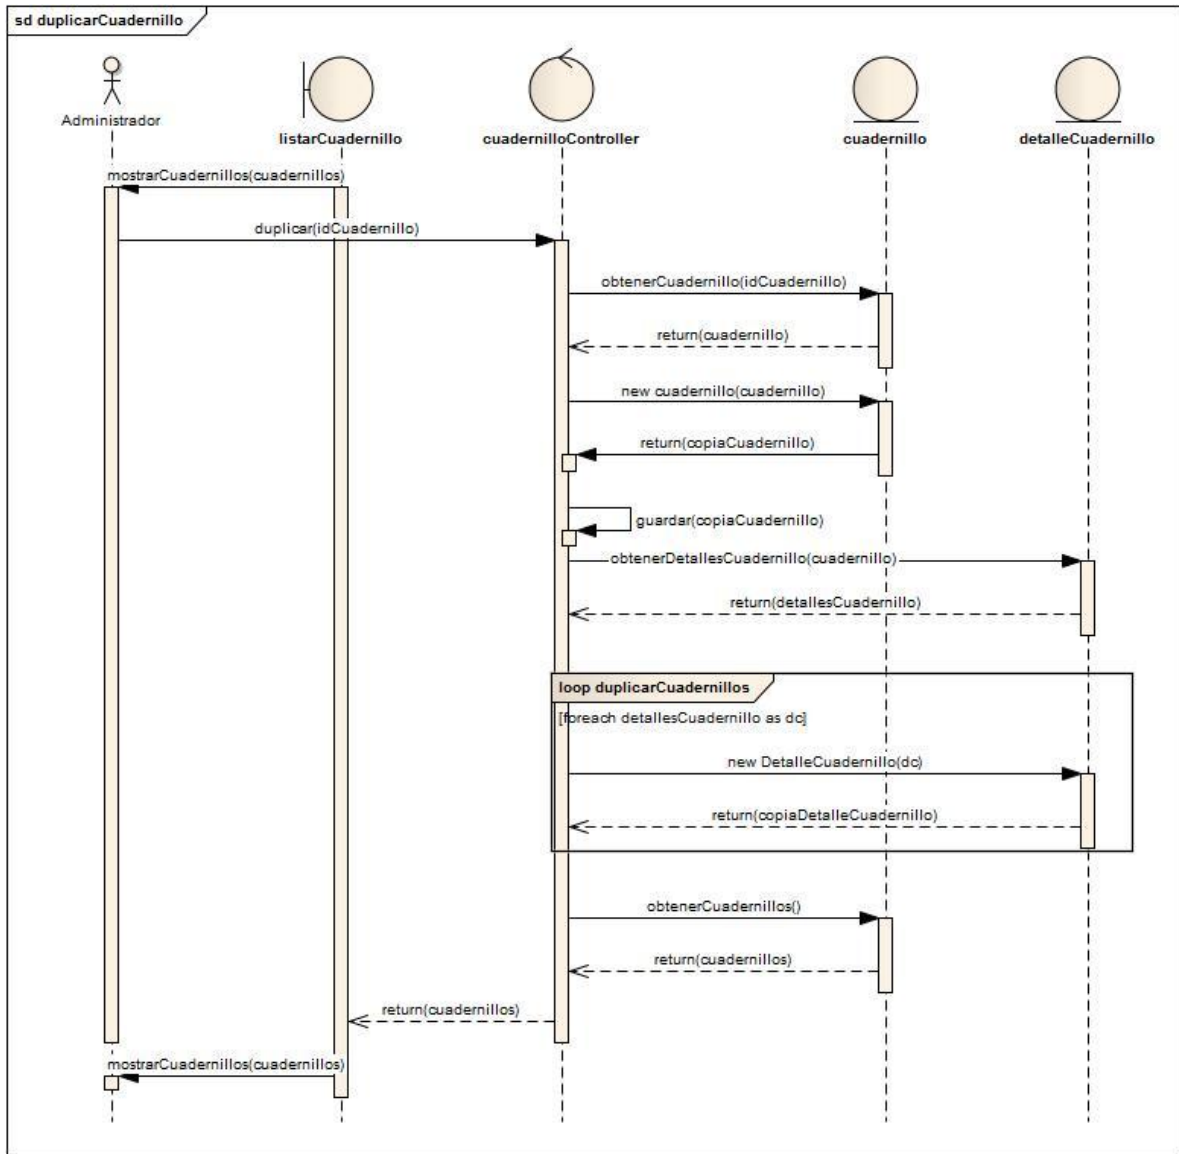 sd duplicarCuadernillo
Administrador
listarCuadernillo
cuadernilloController
cuadernillo
detalleCuadernillo
mostrarCuadernillos(cuadernillos)
duplicar(idCuadernillo)
obtenerCuadernillo(idCuadernillo)
return(cuadernillo)
new cuadernillo(cuadernillo)
return(copiaCuadernillo)
guardar(copiaCuadernillo)
obtenerDetallesCuadernillo(cuadernillo)
return(detallesCuadernillo)
loop duplicarCuadernillos
[foreach detallesCuadernillo as dc]
new DetalleCuadernillo(dc)
return(copiaDetalleCuadernillo)
obtenerCuadernillos()
return(cuadernillos)
return(cuadernillos)
mostrarCuadernillos(cuadernillos)